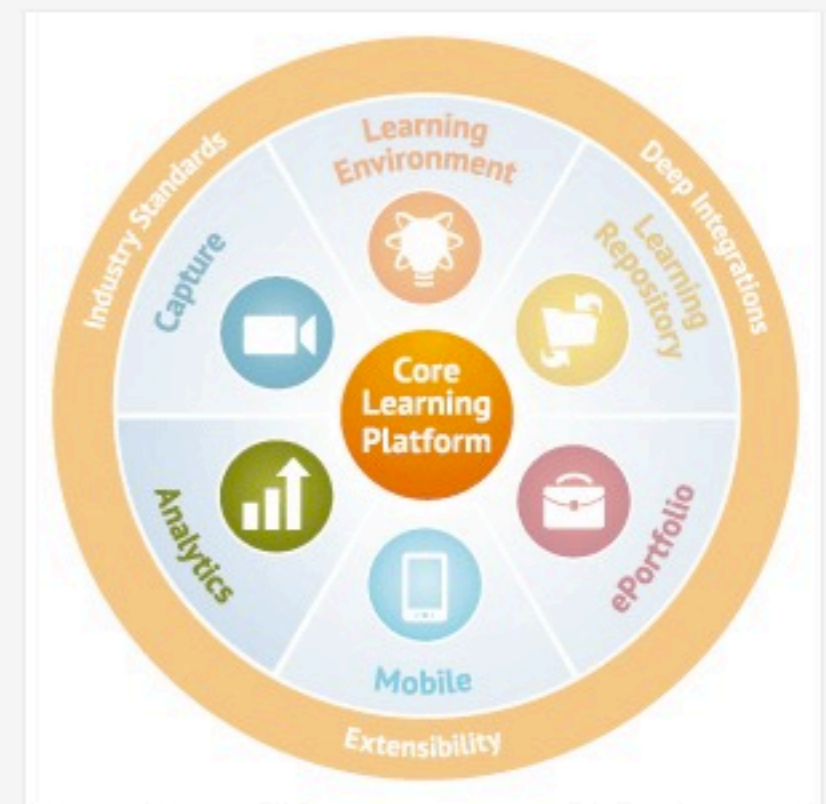 Industry Standards
Deep Integrations
Extensibility
Learning
Environment
Learning
Repository
ePortfolio
Mobile
Analytics
Capture
Core
Learning
Platform